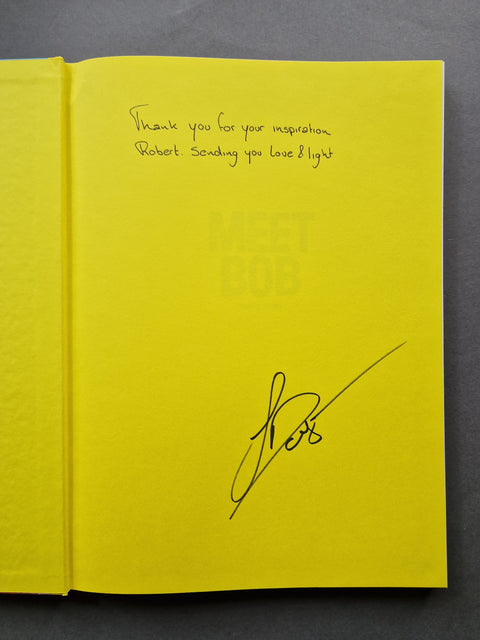 Thank you for your inspiration
Robert. Sending you love & light
MEET
BOB